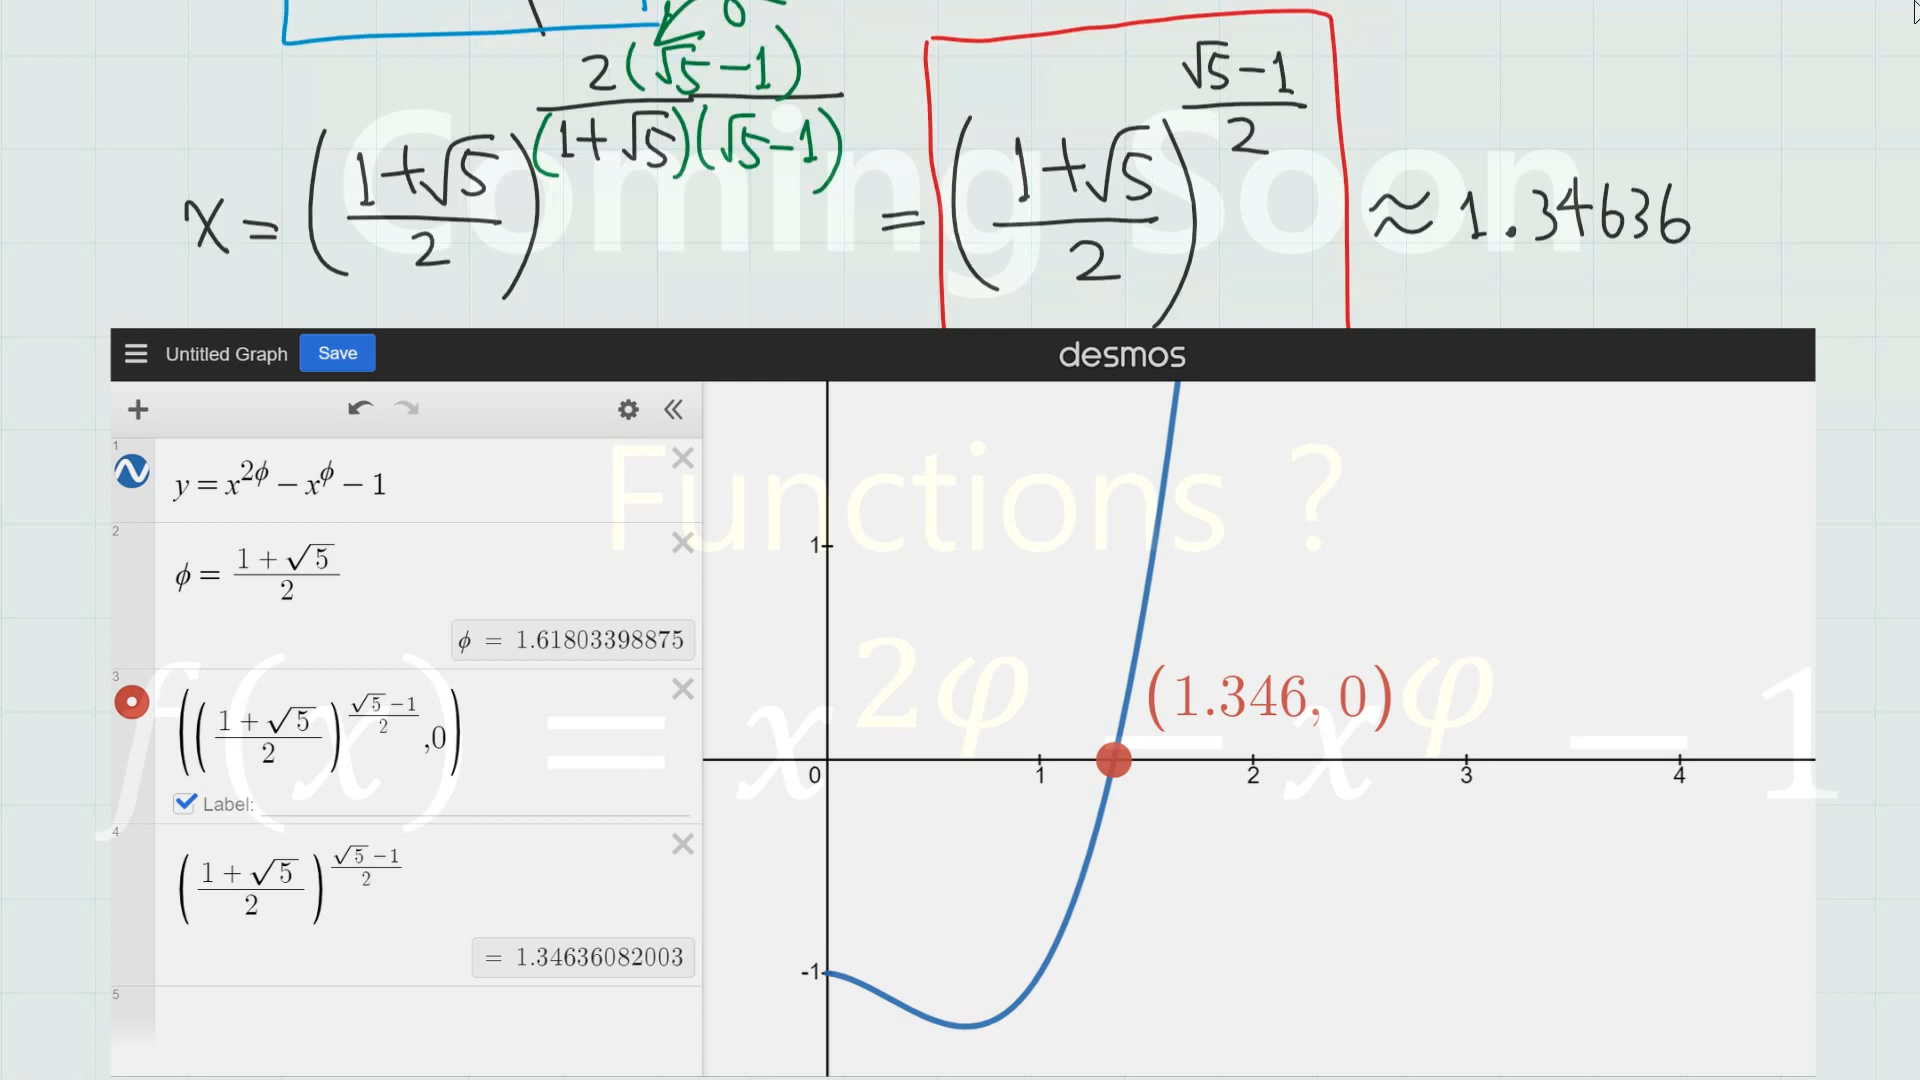 0
x = ((1+√5)/2)^(2(√5−1)/((1+√5)(√5−1))) = ((1+√5)/2)^((√5−1)/2) ≈ 1.34636
Coming Soon
Untitled Graph Save desmos
1
y = x^{2ϕ} − x^ϕ − 1
2
ϕ = (1 + √5)/2
ϕ = 1.61803398875
3
(((1 + √5)/2)^((√5 − 1)/2), 0)
Label:
4
((1 + √5)/2)^((√5 − 1)/2)
= 1.34636082003
5
Functions ?
f(x) = x^{2φ} − x^φ − 1
1
(1.346, 0)
0 1 2 3 4
-1